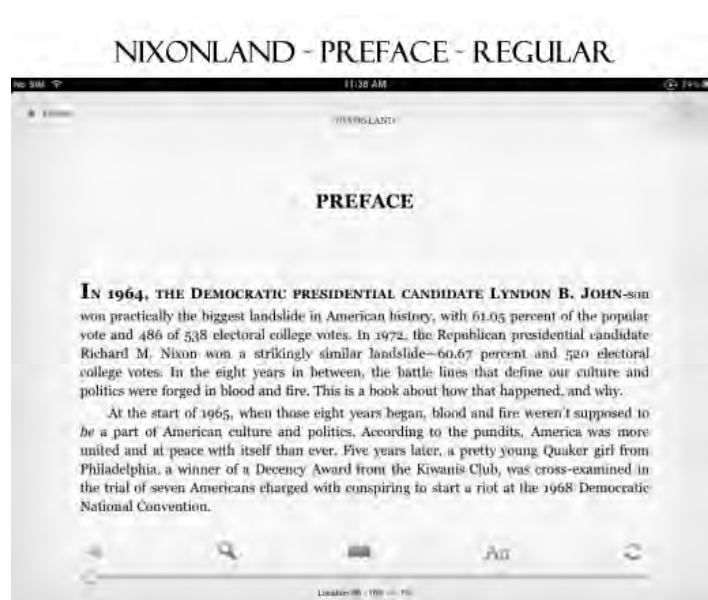 NIXONLAND - PREFACE - REGULAR
No SIM
11:38 AM
NIXONLAND
PREFACE
IN 1964, THE DEMOCRATIC PRESIDENTIAL CANDIDATE LYNDON B. JOHN-son
won practically the biggest landslide in American history, with 61.05 percent of the popular
vote and 486 of 538 electoral college votes. In 1972, the Republican presidential candidate
Richard M. Nixon won a strikingly similar landslide—60.67 percent and 520 electoral
college votes. In the eight years in between, the battle lines that define our culture and
politics were forged in blood and fire. This is a book about how that happened, and why.
At the start of 1965, when those eight years began, blood and fire weren't supposed to
be a part of American culture and politics. According to the pundits, America was more
united and at peace with itself than ever. Five years later, a pretty young Quaker girl from
Philadelphia, a winner of a Decency Award from the Kiwanis Club, was cross-examined in
the trial of seven Americans charged with conspiring to start a riot at the 1968 Democratic
National Convention.
Aa
Location